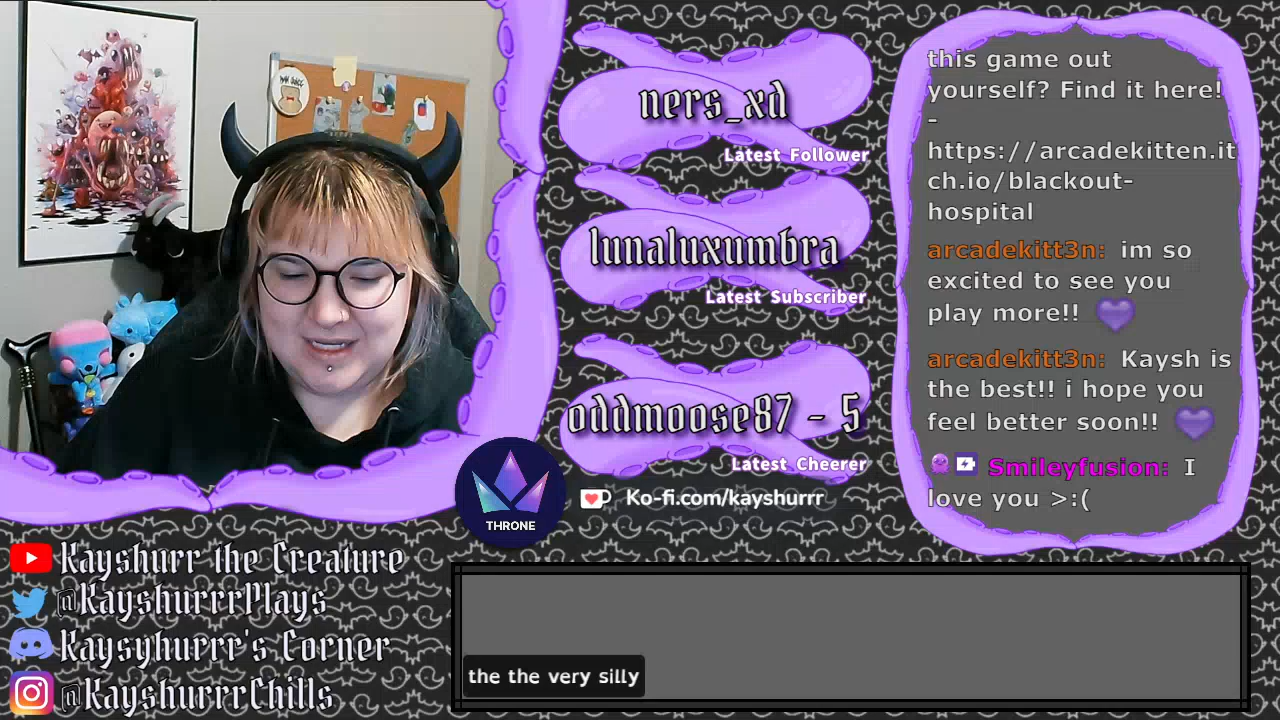 ners_xd
Latest Follower
lunaluxumbra
Latest Subscriber
oddmoose87 - 5
Latest Cheerer
THRONE
Ko-fi.com/kayshurrr
this game out
yourself? Find it here!
-
https://arcadekitten.it
ch.io/blackout-
hospital
arcadekitt3n: im so
excited to see you
play more!!
arcadekitt3n: Kaysh is
the best!! i hope you
feel better soon!!
Smileyfusion: I
love you >:(
Kayshurr the Creature
@KayshurrrPlays
Kaysyhurrr's Corner
@KayshurrrChills
the the very silly